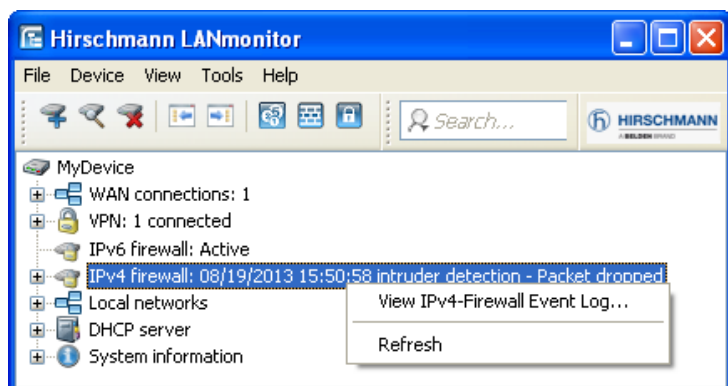 Hirschmann LANmonitor
File Device View Tools Help
Search...
HIRSCHMANN
A BELDEN BRAND
MyDevice
WAN connections: 1
VPN: 1 connected
IPv6 firewall: Active
IPv4 firewall: 08/19/2013 15:50:58 intruder detection - Packet dropped
View IPv4-Firewall Event Log...
Local networks
DHCP server
Refresh
System information